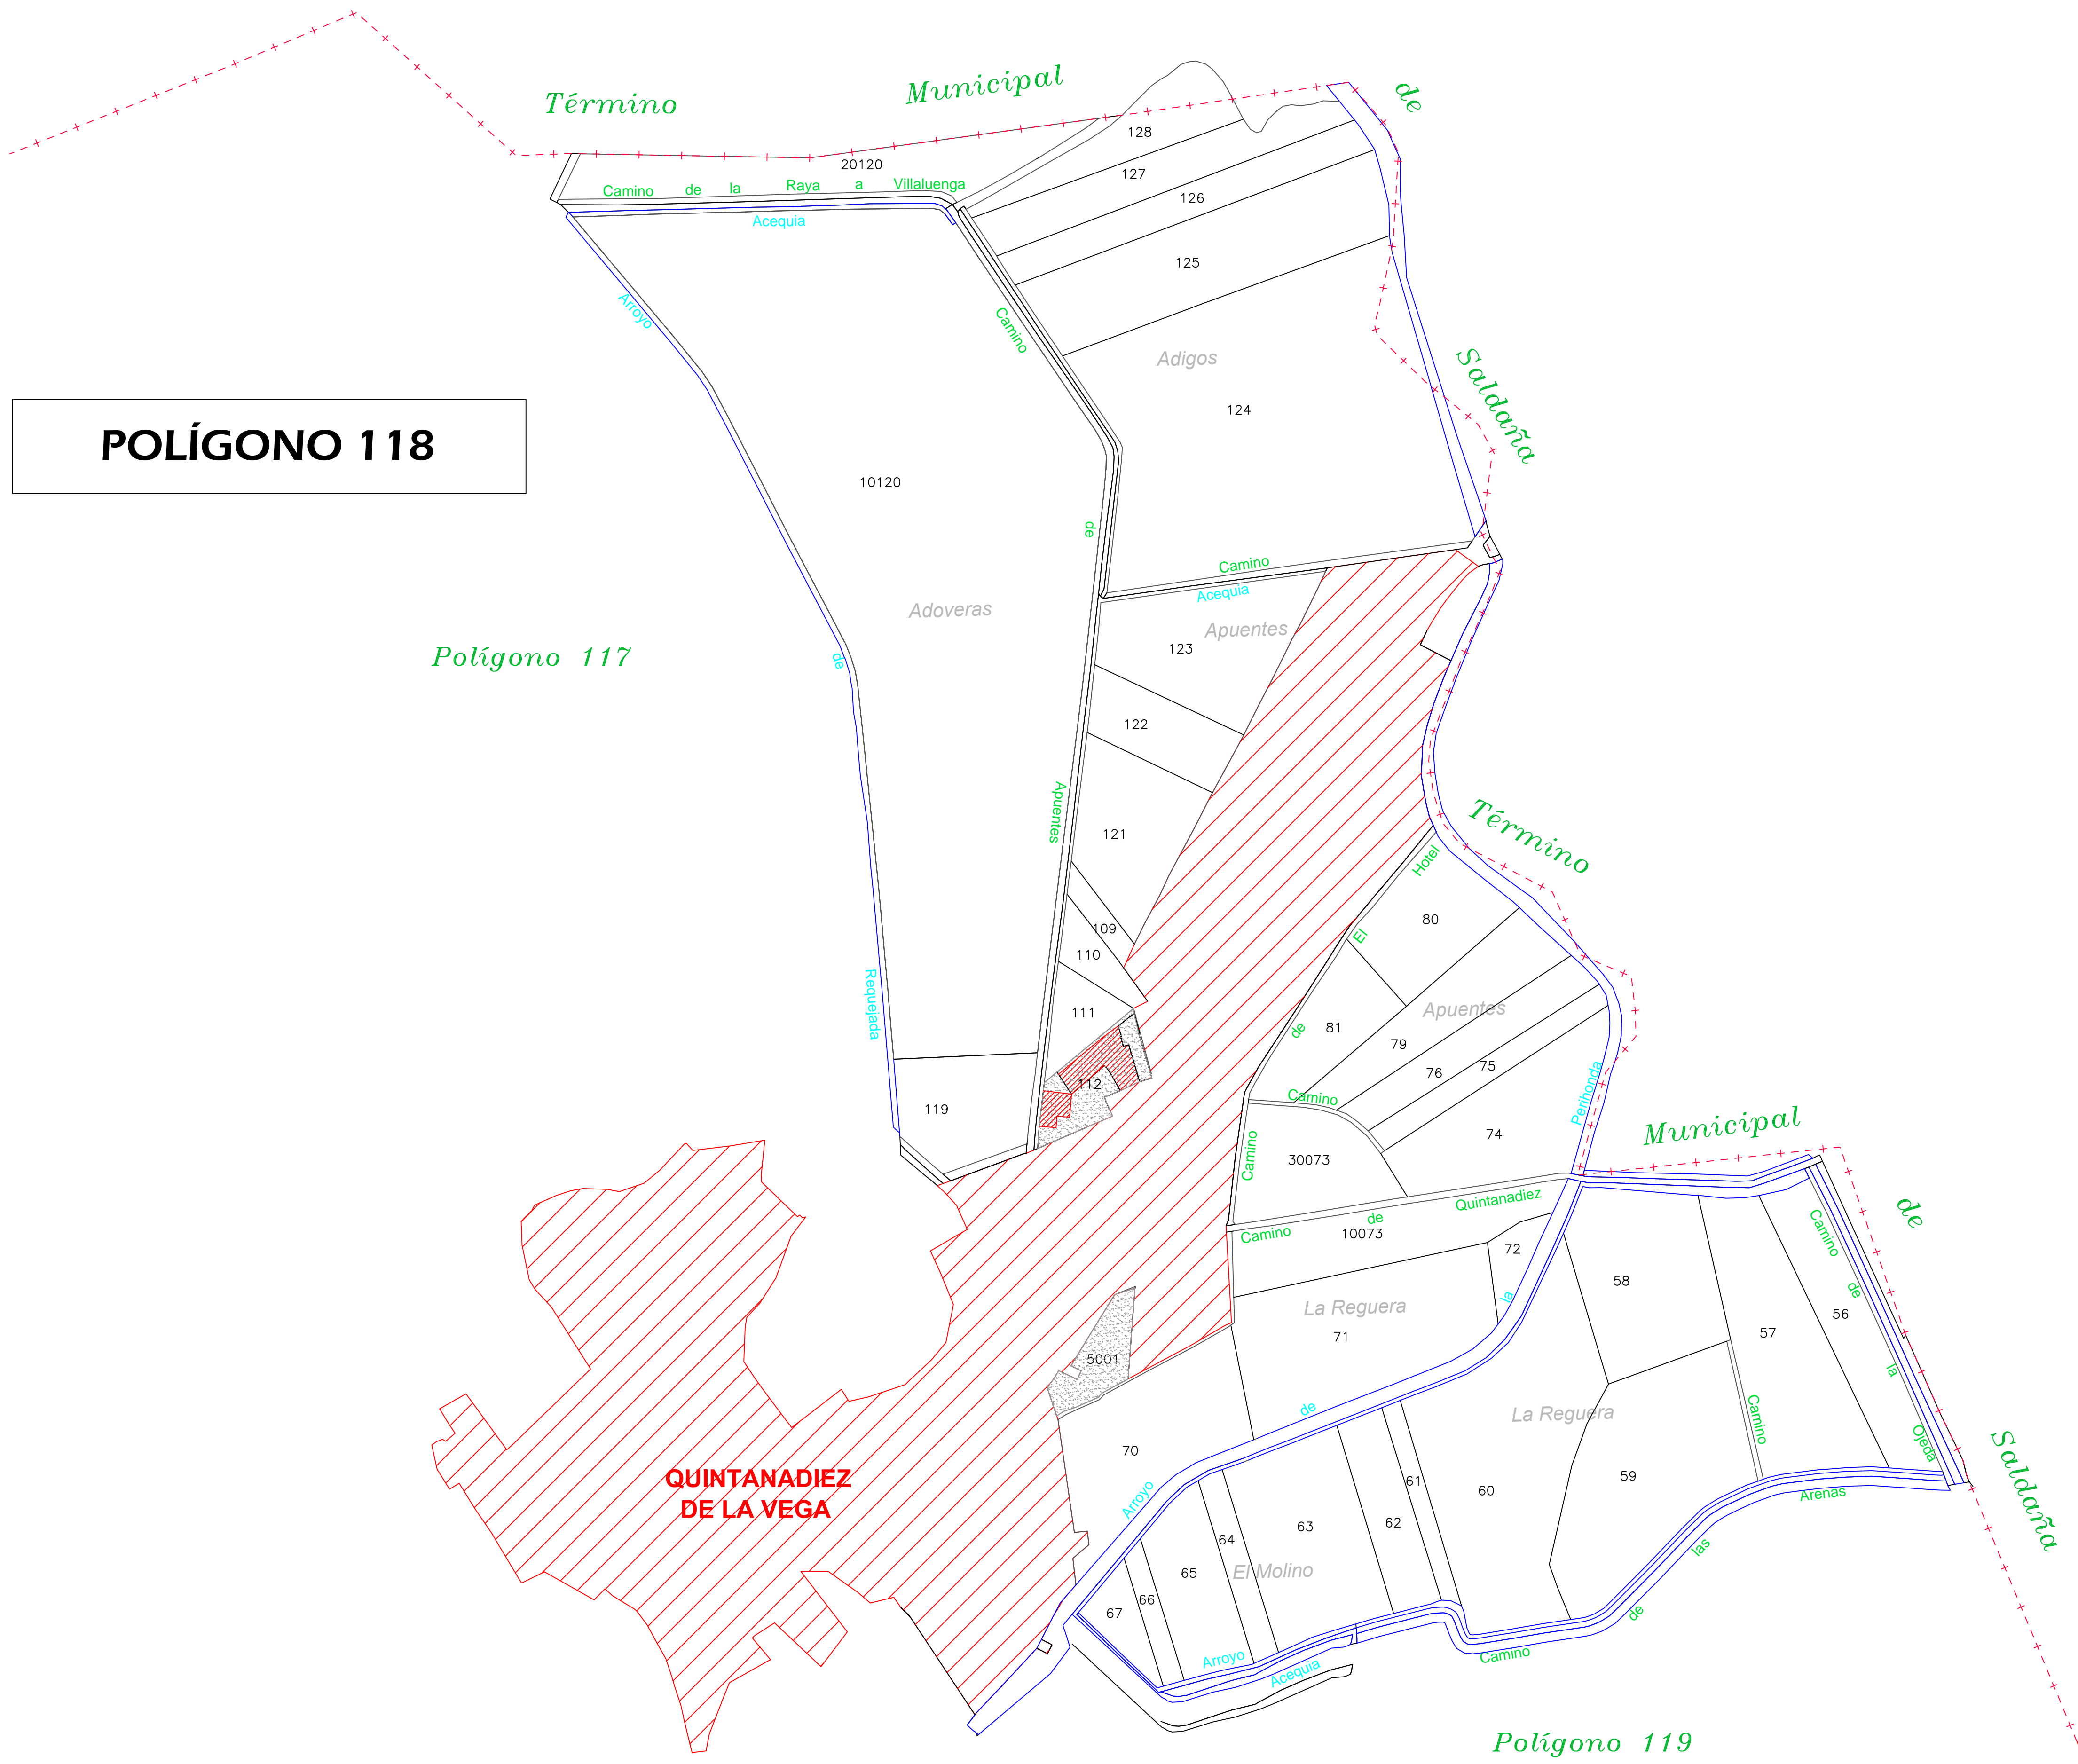 Término Municipal de Saldaña
128
20120
127
Camino de la Raya a Villaluenga
126
Acequia
125
Arroyo de Requejada
Camino de Apuentes
Adigos
124
POLÍGONO 118
10120
Camino
Acequia
Adoveras
Apuentes
123
Polígono 117
122
121
Término Municipal de Saldaña
Camino de El Hotel
80
109
110
111
Apuentes
81
79
75
76
112
119
Camino
Perihonda
74
30073
Camino de Quintanadiez
10073
72
58
La Reguera
71
57
56
Camino de la Ojeda
5001
La Reguera
Camino
70
59
60
61
62
63
64
65
66
67
El Molino
QUINTANADIEZ
DE LA VEGA
Arroyo de la
Arroyo
Acequia
Camino de las Arenas
Polígono 119